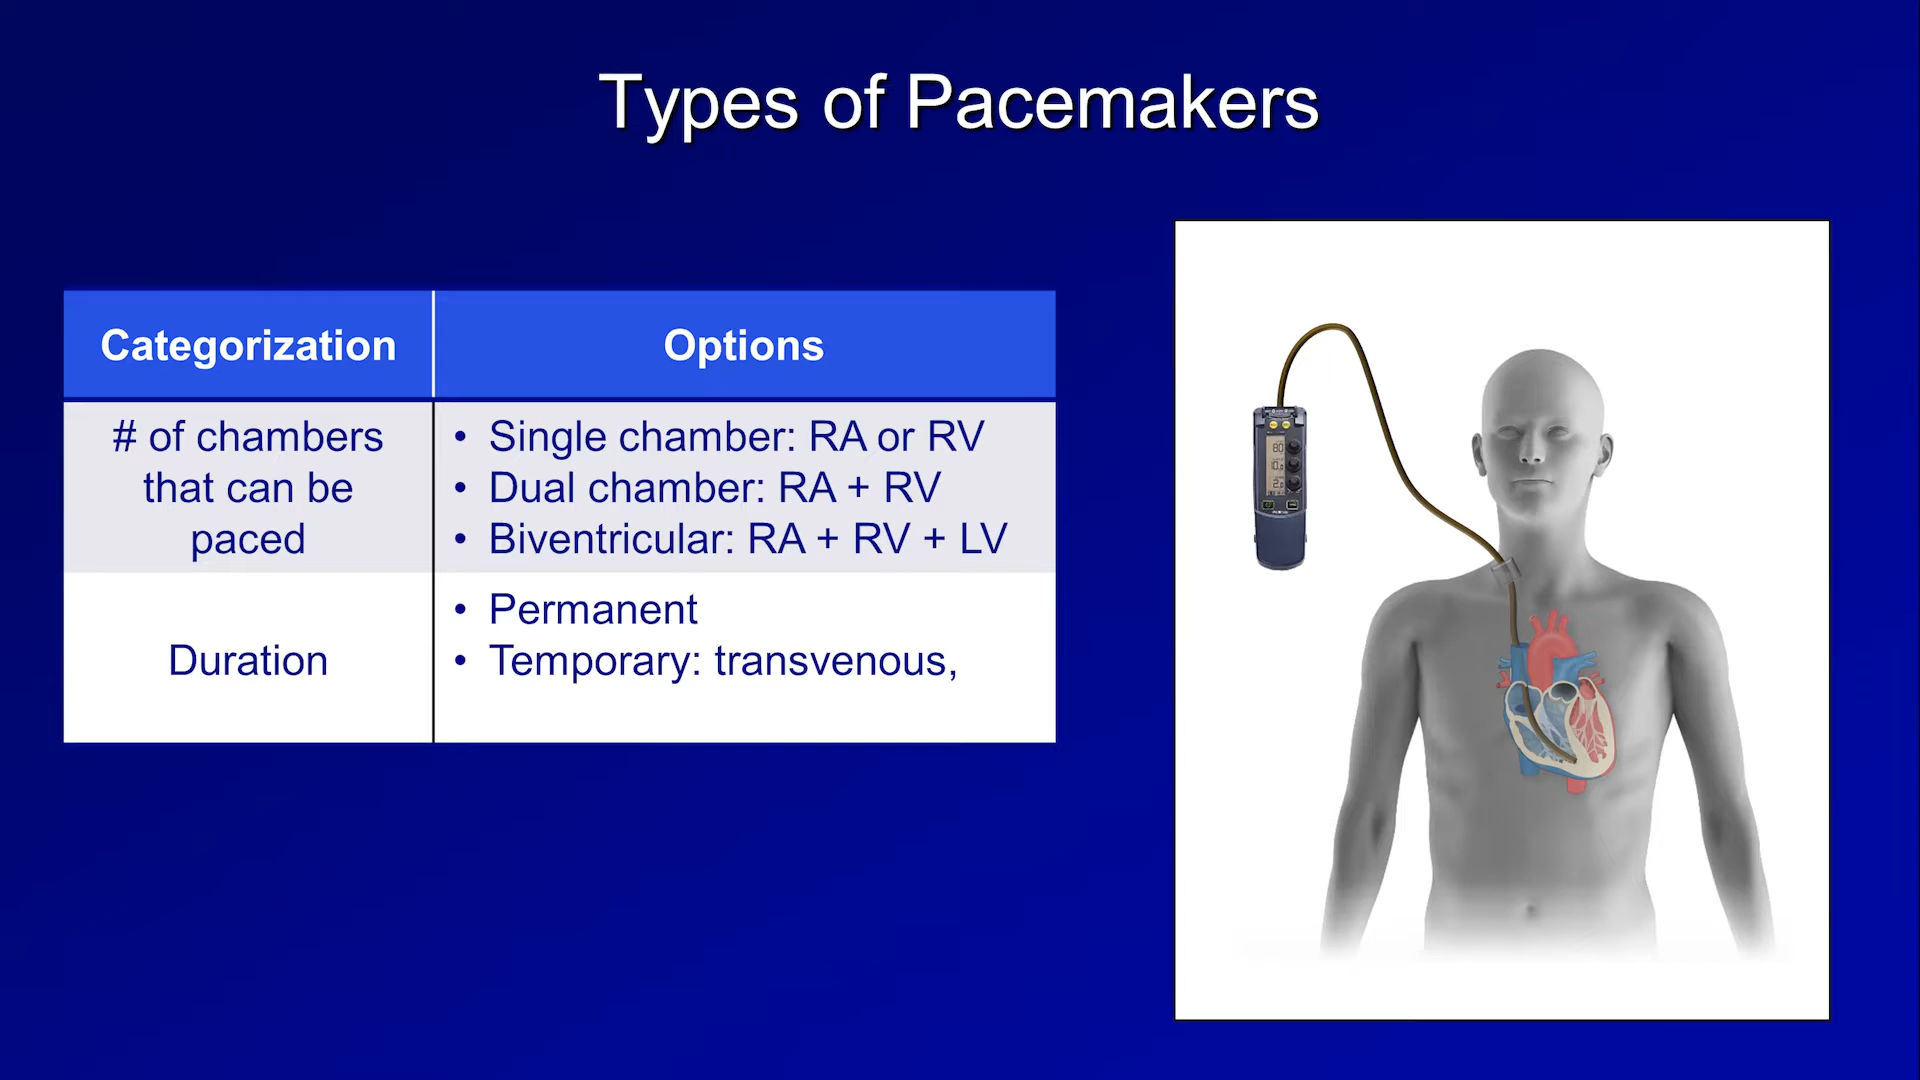 Types of Pacemakers
Categorization
Options
# of chambers
that can be
paced
• Single chamber: RA or RV
• Dual chamber: RA + RV
• Biventricular: RA + RV + LV
Duration
• Permanent
• Temporary: transvenous,
80